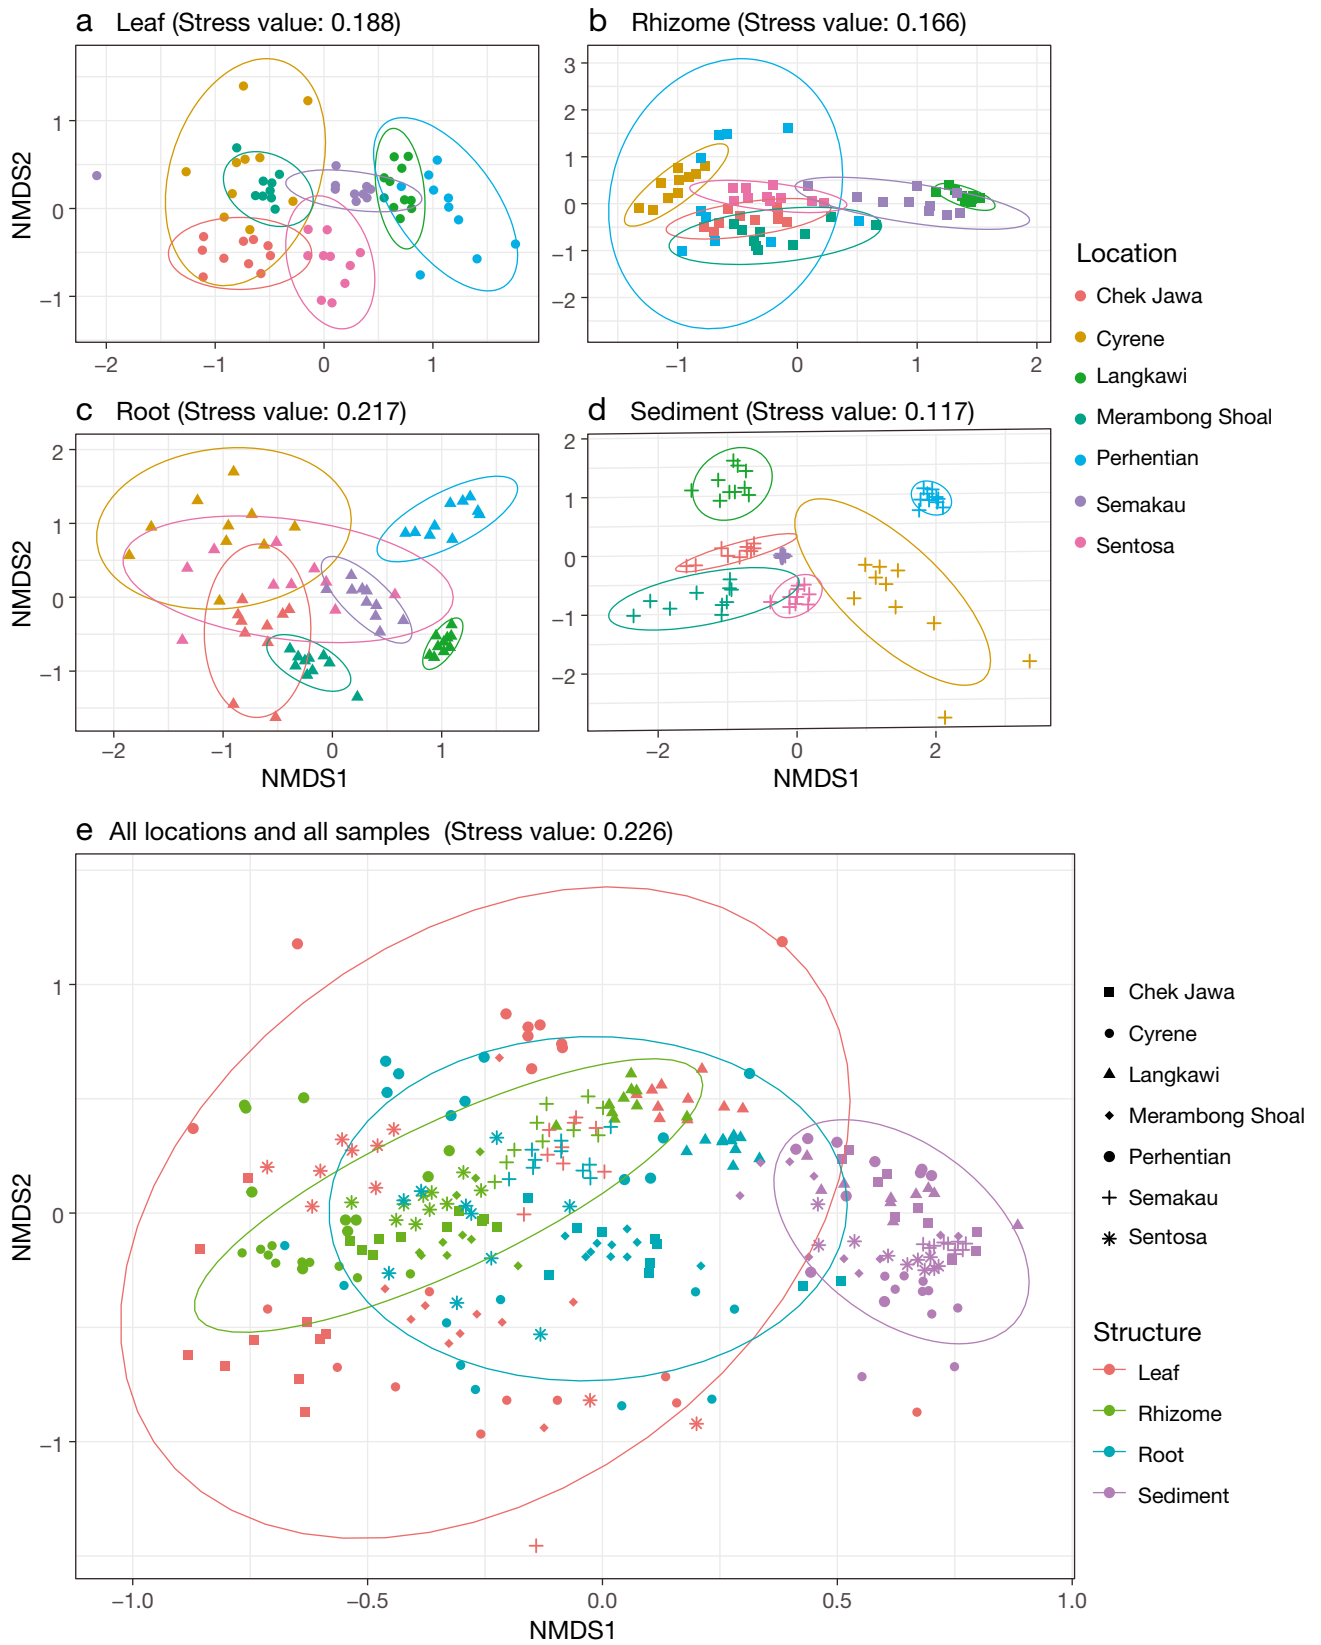 a Leaf (Stress value: 0.188)
b Rhizome (Stress value: 0.166)
NMDS2
1
0
−1
−2
−1
0
1
3
2
1
0
−1
−2
−1
0
1
2
c Root (Stress value: 0.217)
d Sediment (Stress value: 0.117)
NMDS2
2
1
0
−1
−2
−1
0
1
NMDS1
2
1
0
−1
−2
−2
0
2
NMDS1
Location
Chek Jawa
Cyrene
Langkawi
Merambong Shoal
Perhentian
Semakau
Sentosa
e All locations and all samples (Stress value: 0.226)
NMDS2
1
0
−1
−1.0
−0.5
0.0
0.5
1.0
NMDS1
Chek Jawa
Cyrene
Langkawi
Merambong Shoal
Perhentian
Semakau
Sentosa
Structure
Leaf
Rhizome
Root
Sediment